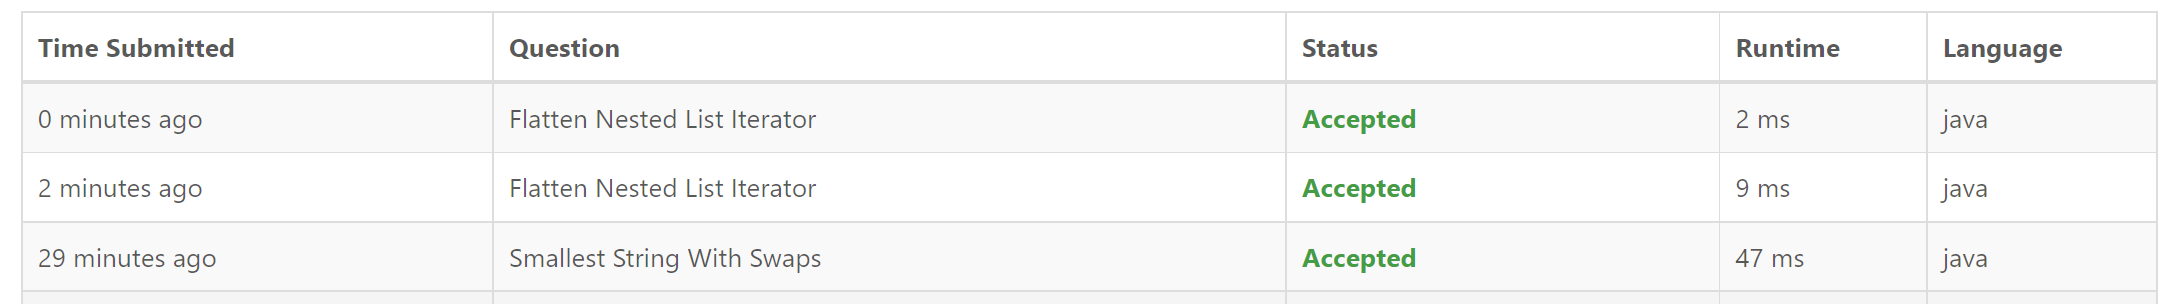 Time Submitted Question Status Runtime Language
0 minutes ago Flatten Nested List Iterator Accepted 2 ms java
2 minutes ago Flatten Nested List Iterator Accepted 9 ms java
29 minutes ago Smallest String With Swaps Accepted 47 ms java